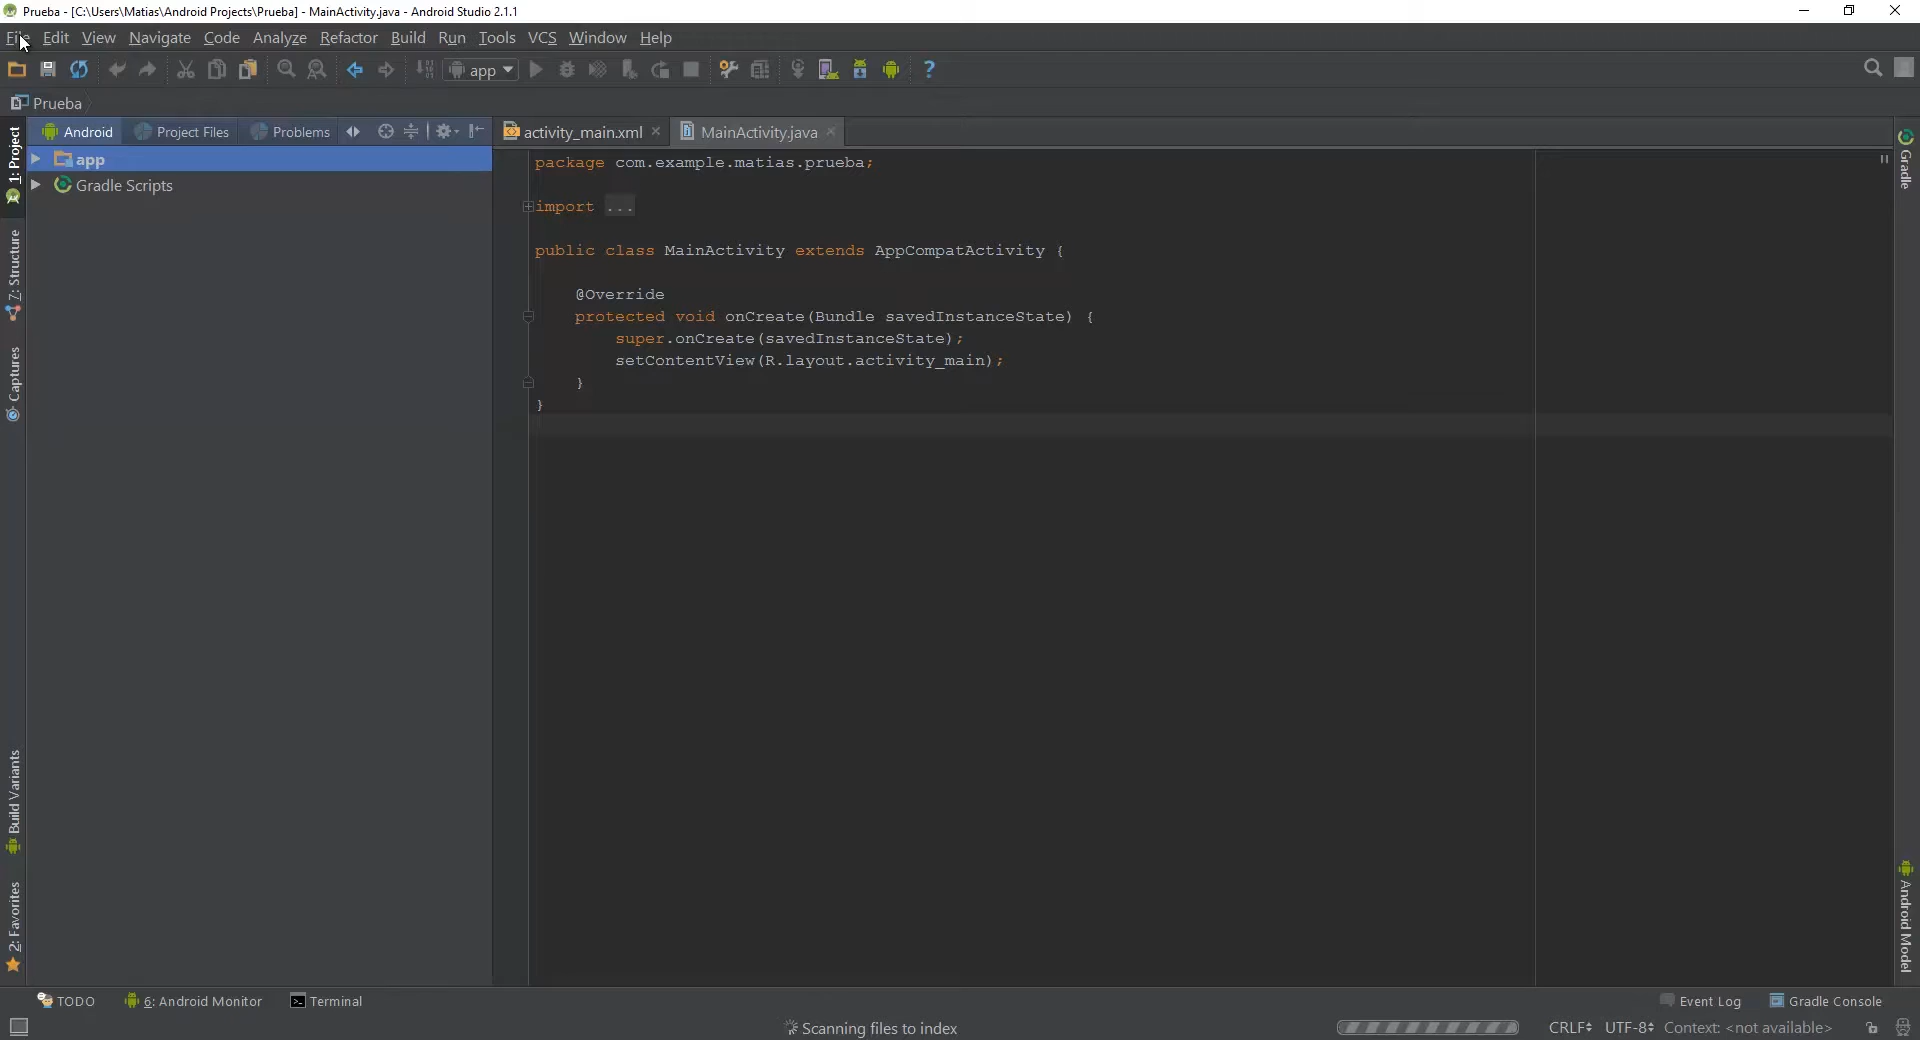 Prueba - [C:\Users\Matias\Android Projects\Prueba] - MainActivity.java - Android Studio 2.1.1
File Edit View Navigate Code Analyze Refactor Build Run Tools VCS Window Help
app
Prueba
1: Project
7: Structure
Captures
Build Variants
2: Favorites
Android Project Files Problems
app
Gradle Scripts
activity_main.xml MainActivity.java
package com.example.matias.prueba;
import ...
public class MainActivity extends AppCompatActivity {
@Override
protected void onCreate(Bundle savedInstanceState) {
super.onCreate(savedInstanceState);
setContentView(R.layout.activity_main);
}
}
Gradle
Android Model
TODO 6: Android Monitor Terminal Event Log Gradle Console
Scanning files to index CRLF UTF-8 Context: <not available>